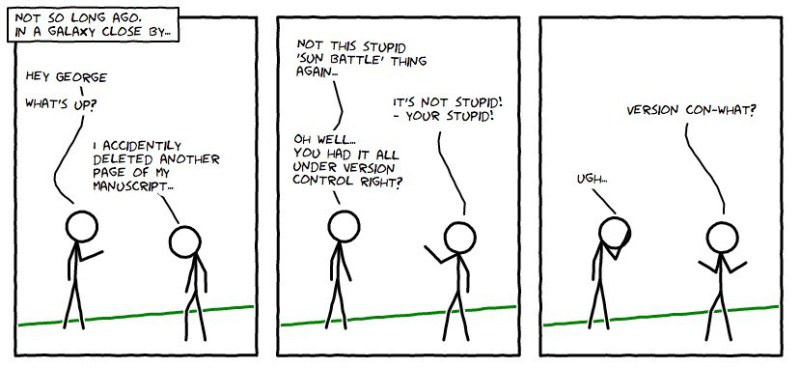 NOT SO LONG AGO.
IN A GALAXY CLOSE BY...
HEY GEORGE
WHAT'S UP?
I ACCIDENTILY
DELETED ANOTHER
PAGE OF MY
MANUSCRIPT...
NOT THIS STUPID
'SUN BATTLE' THING
AGAIN...
IT'S NOT STUPID!
- YOUR STUPID!
OH WELL...
YOU HAD IT ALL
UNDER VERSION
CONTROL RIGHT?
VERSION CON-WHAT?
UGH...